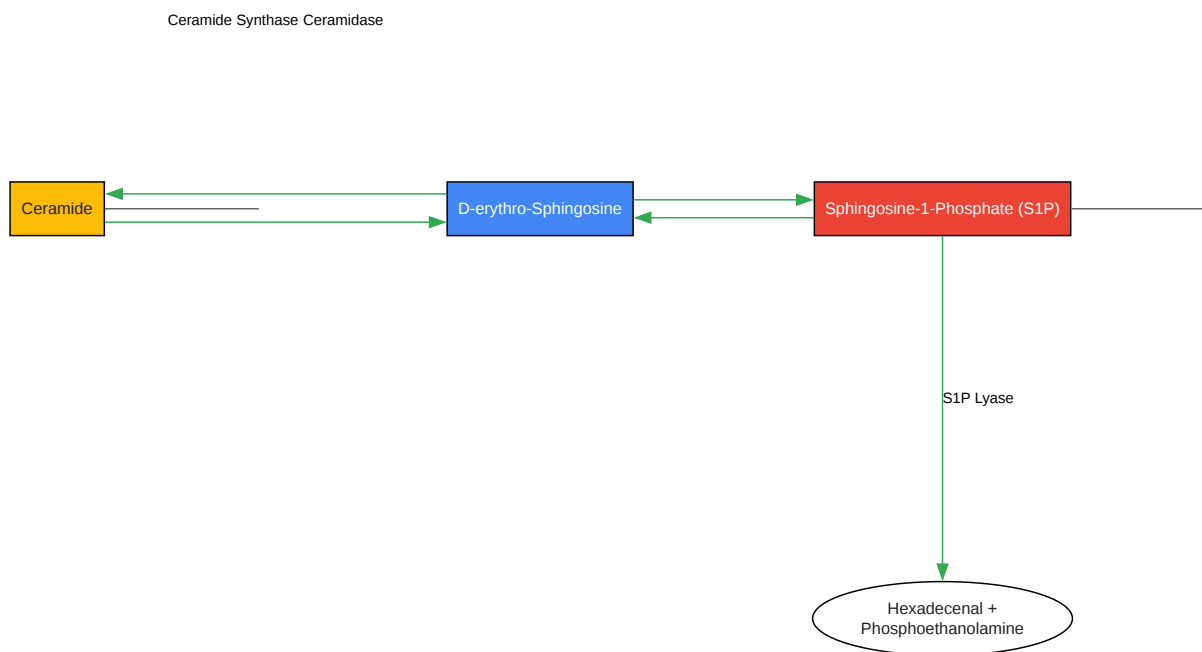 Ceramide Synthase Ceramidase
Ceramide
D-erythro-Sphingosine
Sphingosine-1-Phosphate (S1P)
S1P Lyase
Hexadecenal +
Phosphoethanolamine